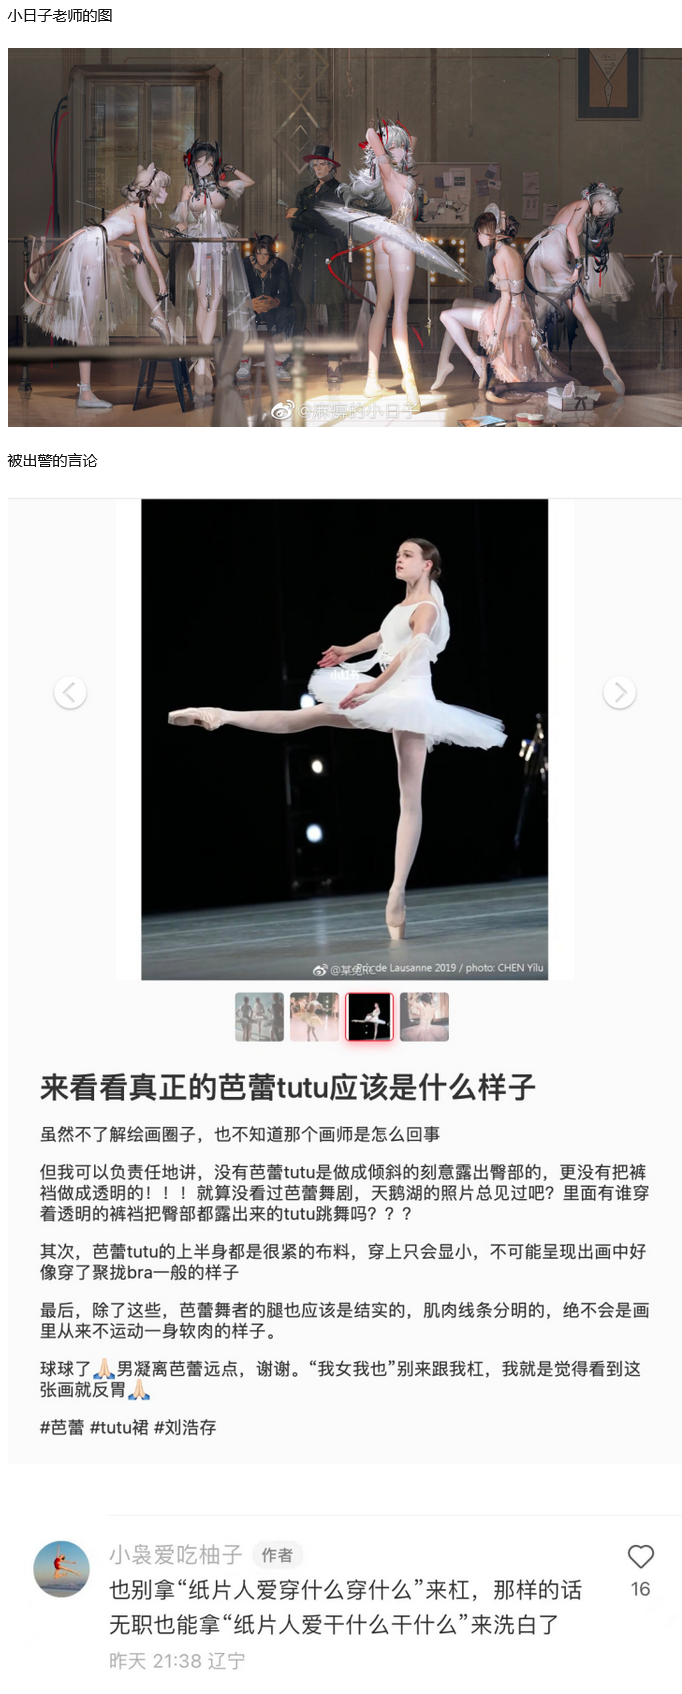 小日子老师的图
@麻痹的小日子
被出警的言论
小红书
@某兔RC
Prix de Lausanne 2019 / photo: CHEN Yilu
来看看真正的芭蕾tutu应该是什么样子
虽然不了解绘画圈子，也不知道那个画师是怎么回事
但我可以负责任地讲，没有芭蕾tutu是做成倾斜的刻意露出臀部的，更没有把裤
裆做成透明的！！！就算没看过芭蕾舞剧，天鹅湖的照片总见过吧？里面有谁穿
着透明的裤裆把臀部都露出来的tutu跳舞吗？？？
其次，芭蕾tutu的上半身都是很紧的布料，穿上只会显小，不可能呈现出画中好
像穿了聚拢bra一般的样子
最后，除了这些，芭蕾舞者的腿也应该是结实的，肌肉线条分明的，绝不会是画
里从来不运动一身软肉的样子。
球球了🙏🏻男凝离芭蕾远点，谢谢。“我女我也”别来跟我杠，我就是觉得看到这
张画就反胃🙏🏻
#芭蕾 #tutu裙 #刘浩存
小袅爱吃柚子 作者
也别拿“纸片人爱穿什么穿什么”来杠，那样的话
无职也能拿“纸片人爱干什么干什么”来洗白了
16
昨天 21:38 辽宁